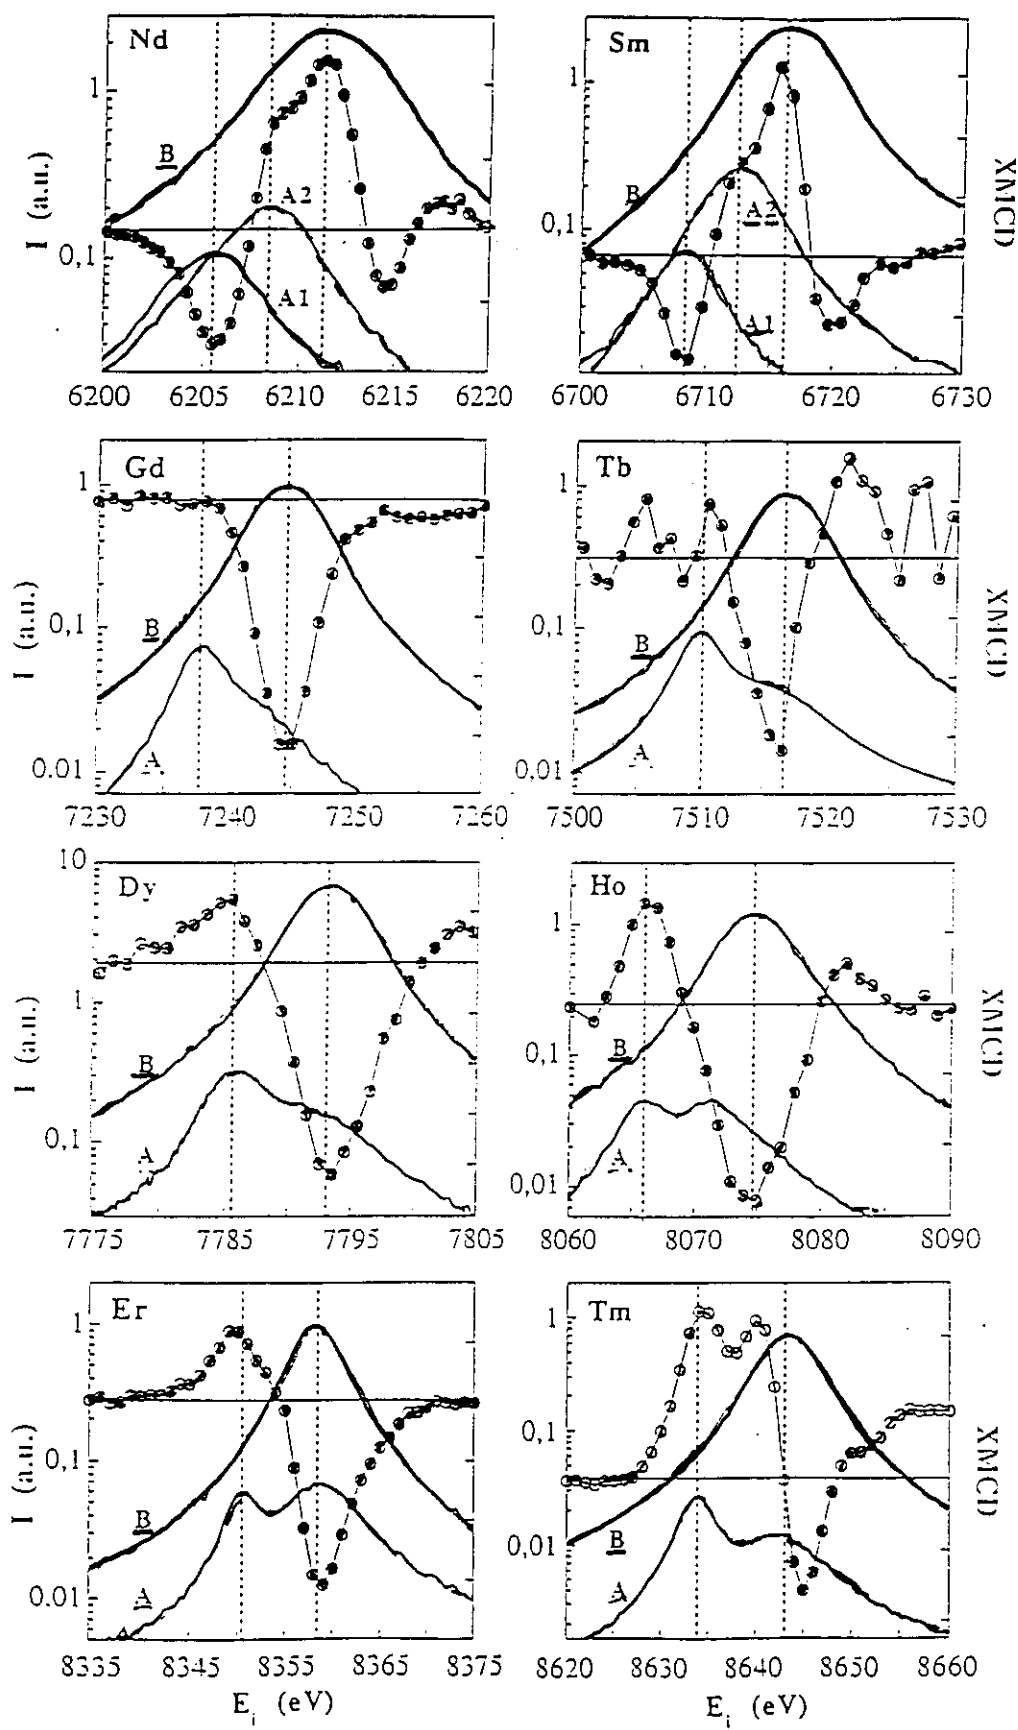 Nd Sm
1 1
B B
I (a.u.) XMCD
A2 A2
0,1 0,1
A1 A1
6200 6205 6210 6215 6220 6700 6710 6720 6730
Gd Tb
1 1
I (a.u.) XMCD
0,1 0,1
B B
A A
0.01 0,01
7230 7240 7250 7260 7500 7510 7520 7530
10
Dy Ho
1
1
I (a.u.) XMCD
B B
0,1
A A
0,1
0,01
7775 7785 7795 7805 8060 8070 8080 8090
Er Tm
1 1
I (a.u.) XMCD
0,1 0,1
B B
A A
0.01 0,01
8335 8345 8355 8365 8375 8620 8630 8640 8650 8660
E_i (eV) E_i (eV)